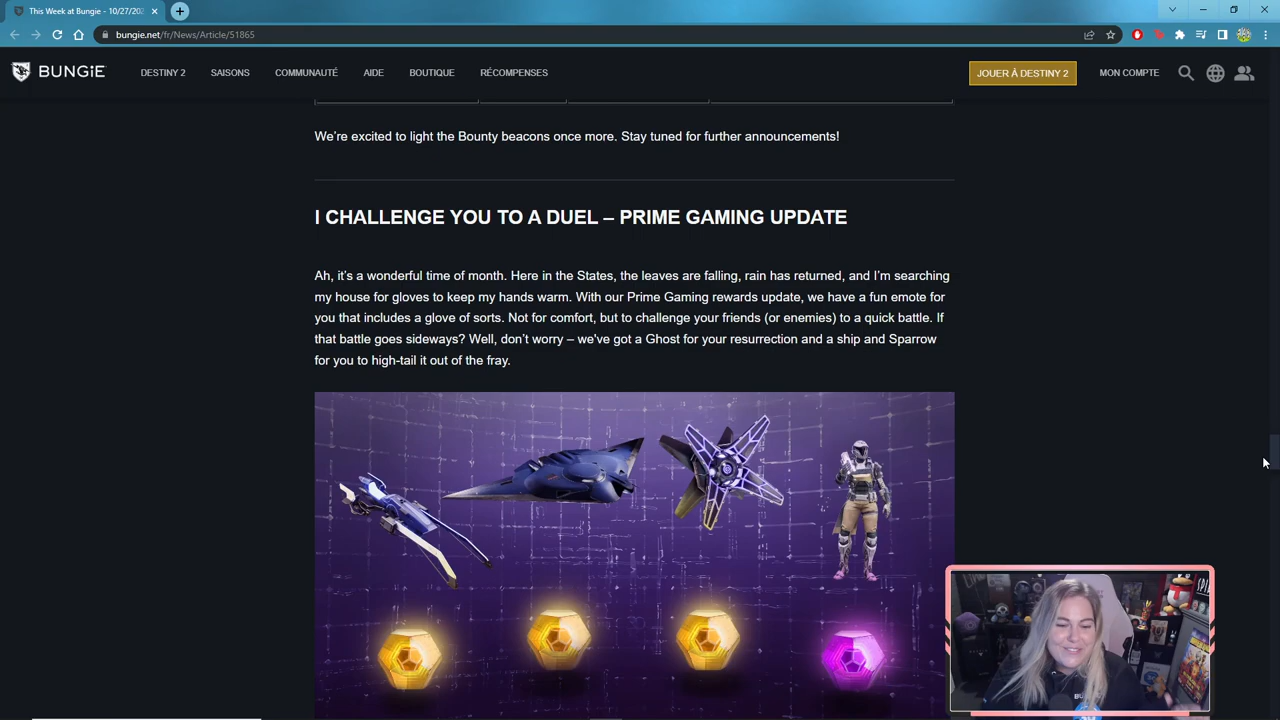 This Week at Bungie - 10/27/202
bungie.net/fr/News/Article/51865
BUNGiE
DESTINY 2
SAISONS
COMMUNAUTÉ
AIDE
BOUTIQUE
RÉCOMPENSES
JOUER À DESTINY 2
MON COMPTE
We’re excited to light the Bounty beacons once more. Stay tuned for further announcements!
I CHALLENGE YOU TO A DUEL – PRIME GAMING UPDATE
Ah, it’s a wonderful time of month. Here in the States, the leaves are falling, rain has returned, and I’m searching
my house for gloves to keep my hands warm. With our Prime Gaming rewards update, we have a fun emote for
you that includes a glove of sorts. Not for comfort, but to challenge your friends (or enemies) to a quick battle. If
that battle goes sideways? Well, don’t worry – we’ve got a Ghost for your resurrection and a ship and Sparrow
for you to high-tail it out of the fray.